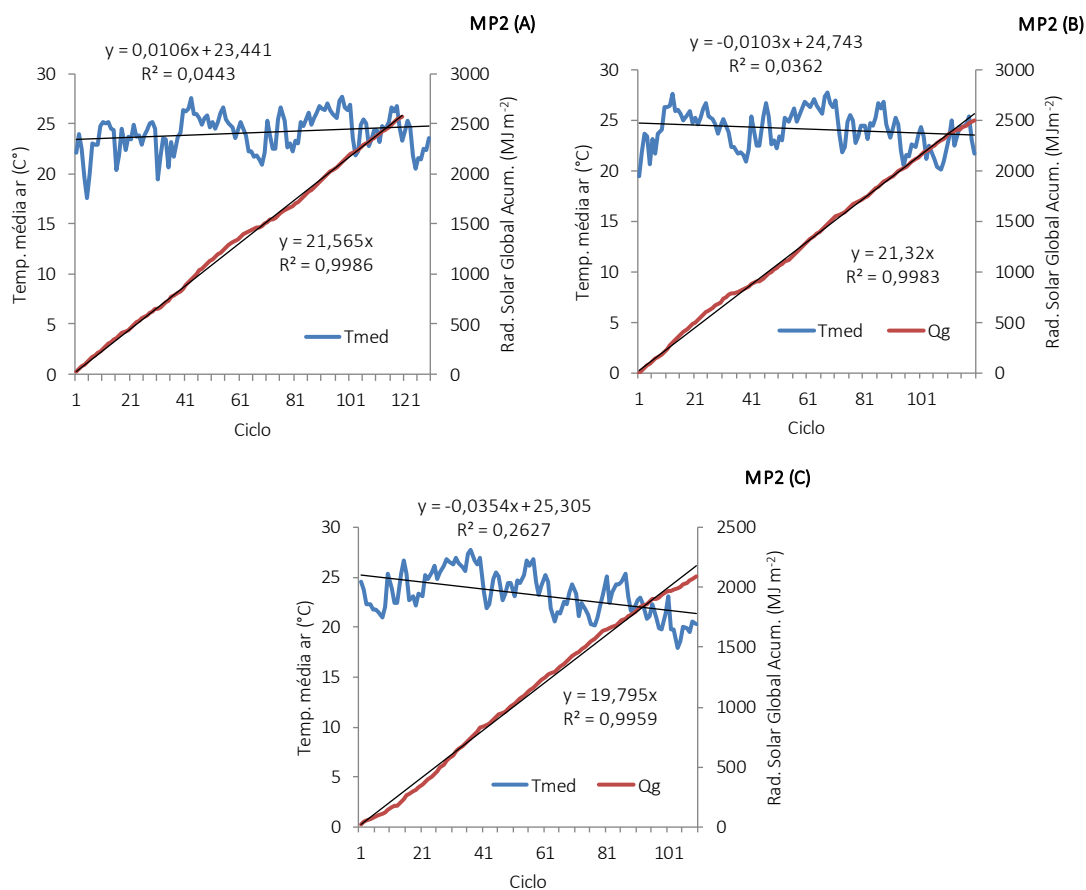 MP2 (A)
y = 0,0106x + 23,441
R² = 0,0443
30
25
20
15
10
5
0
3000
2500
2000
1500
1000
500
0
Temp. média ar (C°)
Rad. Solar Global Acum. (MJ m⁻²)
y = 21,565x
R² = 0,9986
Tmed
1 21 41 61 81 101 121
Ciclo
MP2 (B)
y = -0,0103x + 24,743
R² = 0,0362
30
25
20
15
10
5
0
3000
2500
2000
1500
1000
500
0
Temp. média ar (°C)
Rad. Solar Global Acum. (MJ m⁻²)
y = 21,32x
R² = 0,9983
Tmed Qg
1 21 41 61 81 101
Ciclo
MP2 (C)
y = -0,0354x + 25,305
R² = 0,2627
30
25
20
15
10
5
0
2500
2000
1500
1000
500
0
Temp. média ar (°C)
Rad. Solar Global Acum. (MJ m⁻²)
y = 19,795x
R² = 0,9959
Tmed Qg
1 21 41 61 81 101
Ciclo